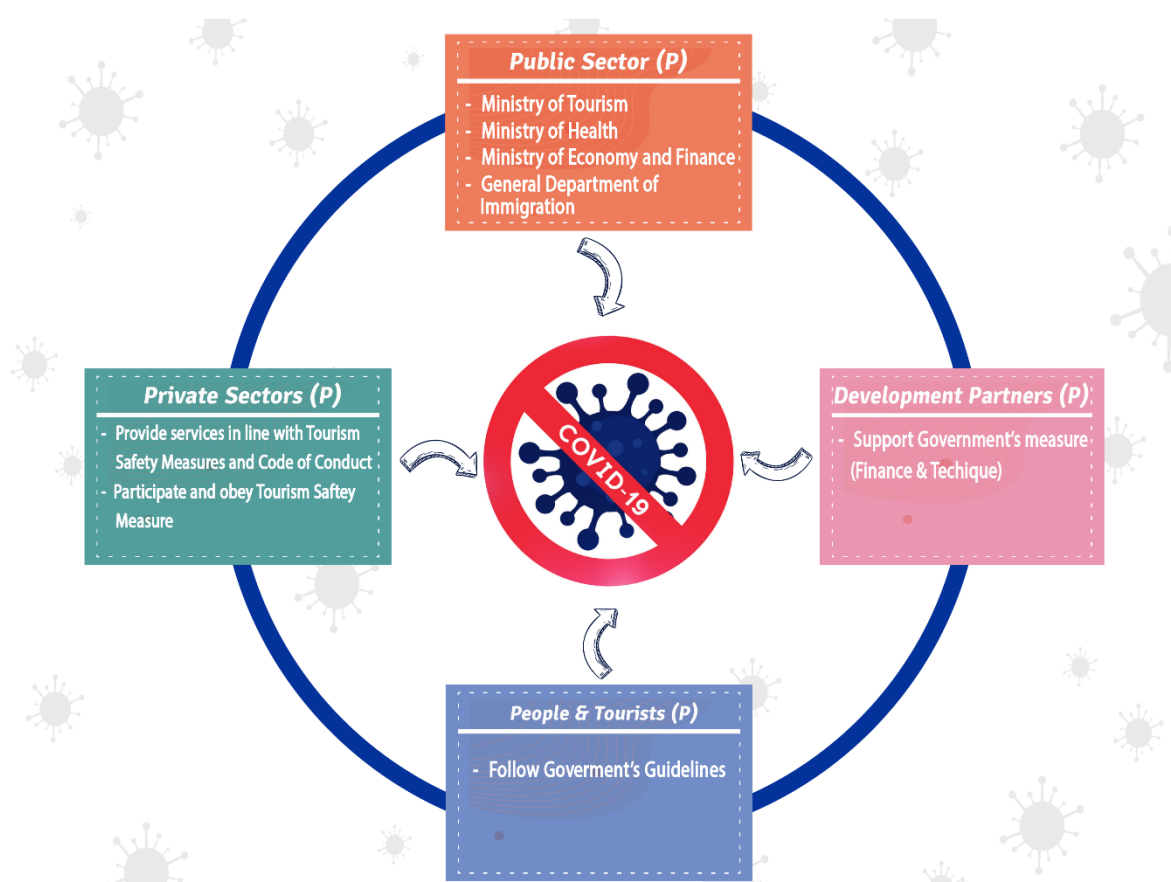 Public Sector (P)
- Ministry of Tourism
- Ministry of Health
- Ministry of Economy and Finance
- General Department of
Immigration
Private Sectors (P)
- Provide services in line with Tourism
Safety Measures and Code of Conduct
- Participate and obey Tourism Saftey
Measure
COVID-19
Development Partners (P)
- Support Government's measure
(Finance & Techique)
People & Tourists (P)
- Follow Goverment's Guidelines